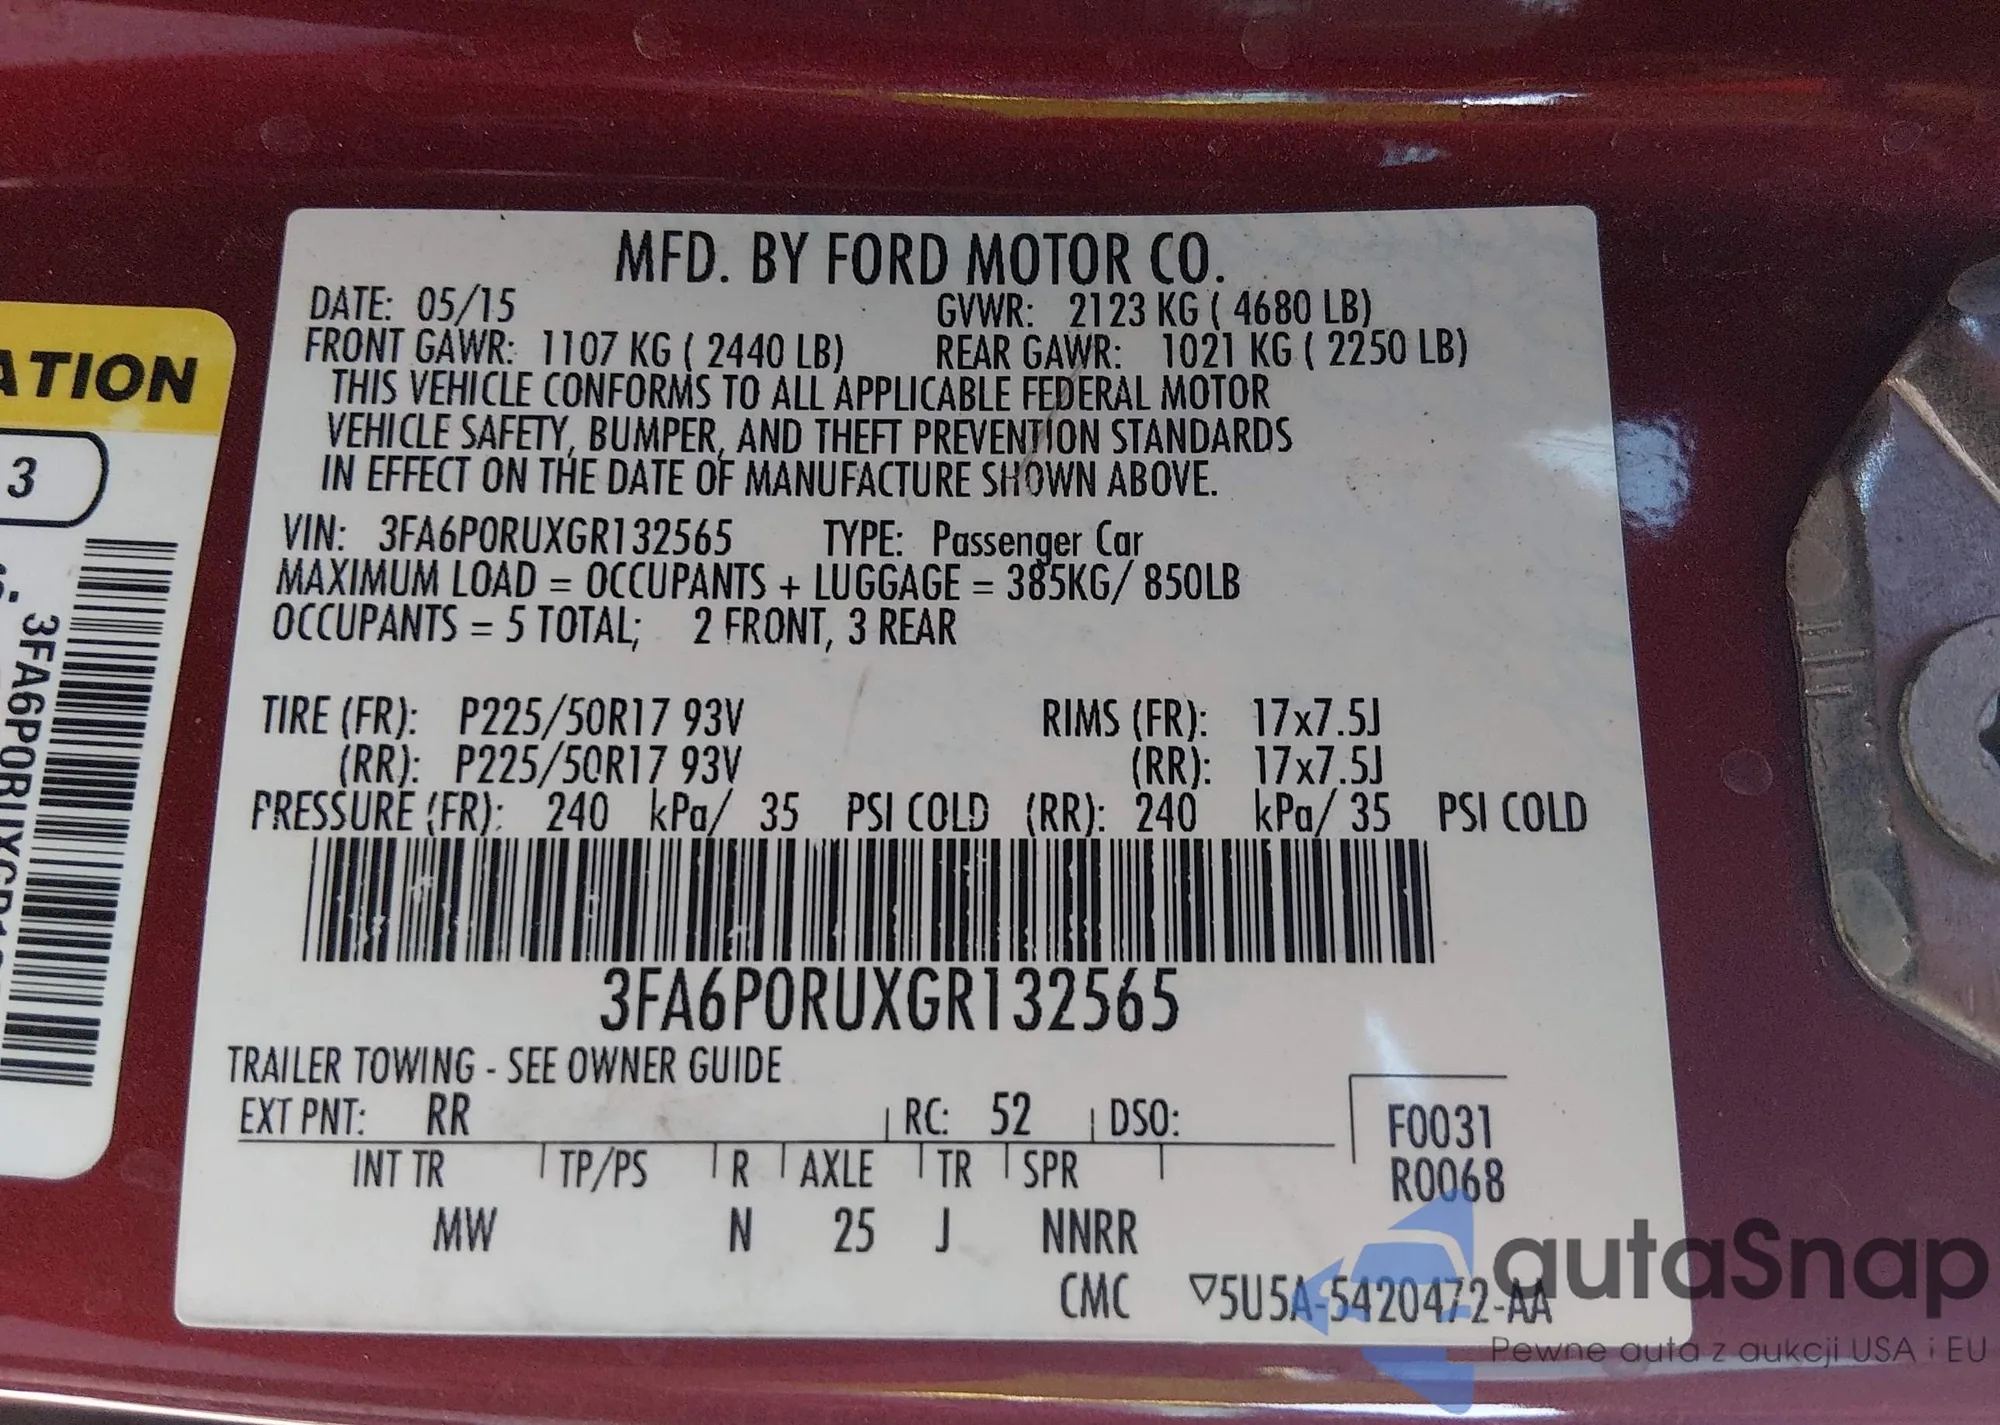 MFD. BY FORD MOTOR CO.
DATE: 05/15 GVWR: 2123 KG ( 4680 LB)
FRONT GAWR: 1107 KG ( 2440 LB) REAR GAWR: 1021 KG ( 2250 LB)
THIS VEHICLE CONFORMS TO ALL APPLICABLE FEDERAL MOTOR
VEHICLE SAFETY, BUMPER, AND THEFT PREVENTION STANDARDS
IN EFFECT ON THE DATE OF MANUFACTURE SHOWN ABOVE.
VIN: 3FA6P0RUXGR132565 TYPE: Passenger Car
MAXIMUM LOAD = OCCUPANTS + LUGGAGE = 385KG/ 850LB
OCCUPANTS = 5 TOTAL; 2 FRONT, 3 REAR
TIRE (FR): P225/50R17 93V RIMS (FR): 17x7.5J
(RR): P225/50R17 93V (RR): 17x7.5J
PRESSURE (FR): 240 kPa/ 35 PSI COLD (RR): 240 kPa/ 35 PSI COLD
3FA6P0RUXGR132565
TRAILER TOWING - SEE OWNER GUIDE
EXT PNT: RR RC: 52 DSO:
F0031
R0068
INT TR TP/PS R AXLE TR SPR
MW N 25 J NNRR
CMC ▽5U5A-5420472-AA
ATION
3
3FA6P0RUXGR1
autaSnap
Pewne auta z aukcji USA i EU